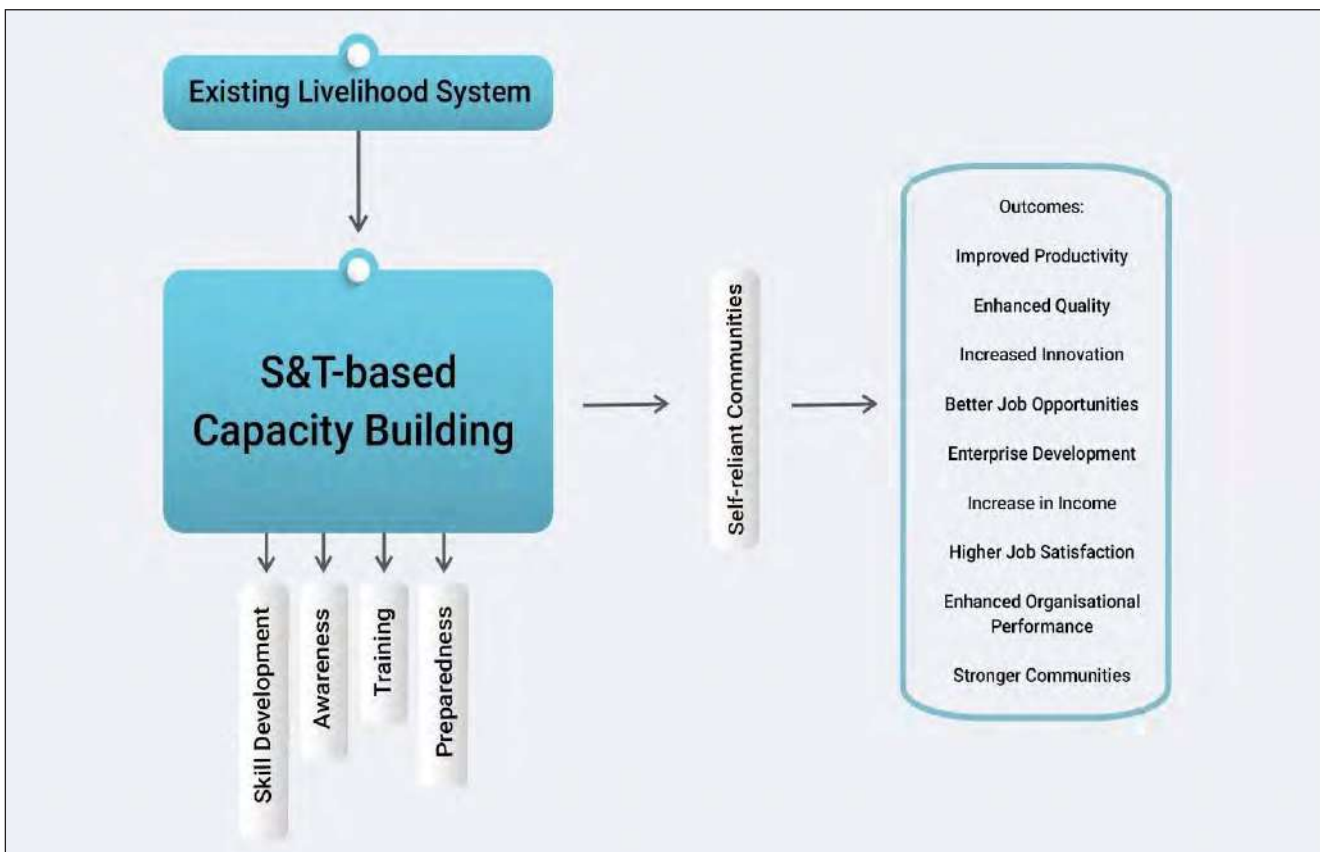 Existing Livelihood System
S&T-based
Capacity Building
Skill Development
Awareness
Training
Preparedness
Self-reliant Communities
Outcomes:
Improved Productivity
Enhanced Quality
Increased Innovation
Better Job Opportunities
Enterprise Development
Increase in Income
Higher Job Satisfaction
Enhanced Organisational
Performance
Stronger Communities